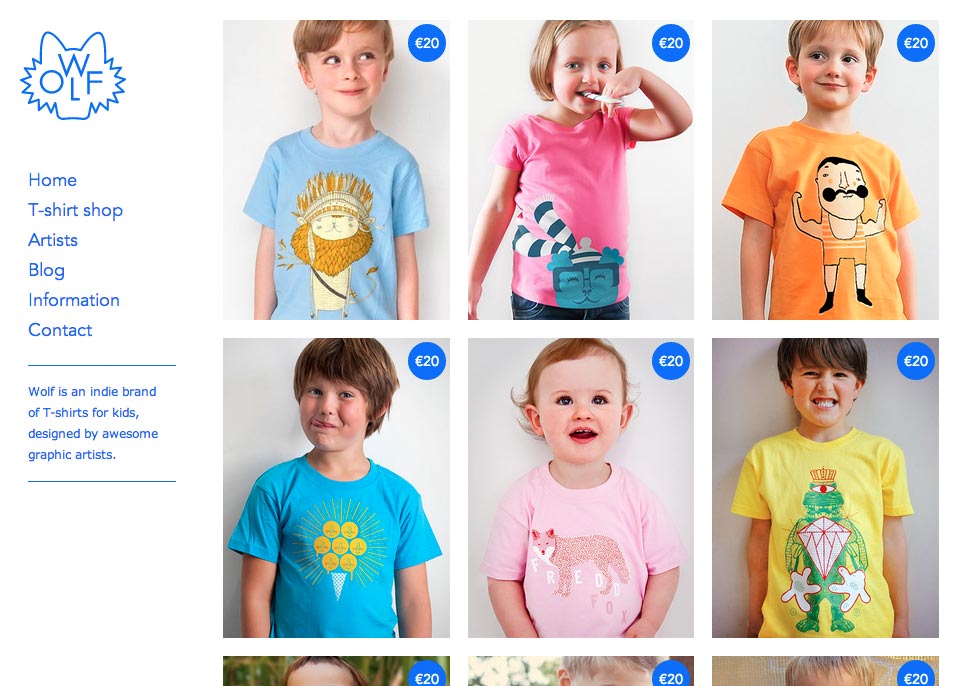 WOLF
Home
T-shirt shop
Artists
Blog
Information
Contact
Wolf is an indie brand
of T-shirts for kids,
designed by awesome
graphic artists.
€20
€20
€20
€20
€20
€20
FREDD
FOX
€20
€20
€20